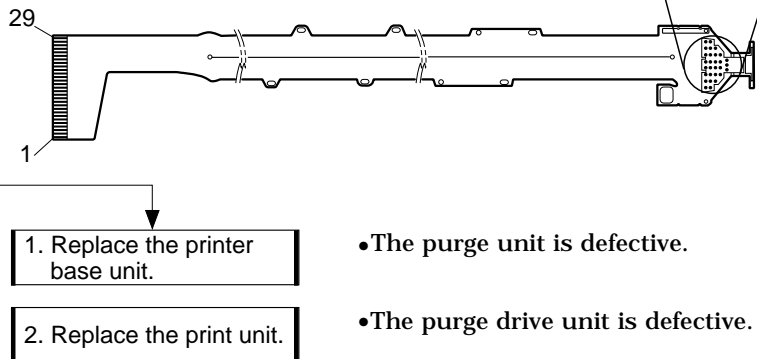 29
1
1. Replace the printer
base unit.
•The purge unit is defective.
2. Replace the print unit.
•The purge drive unit is defective.